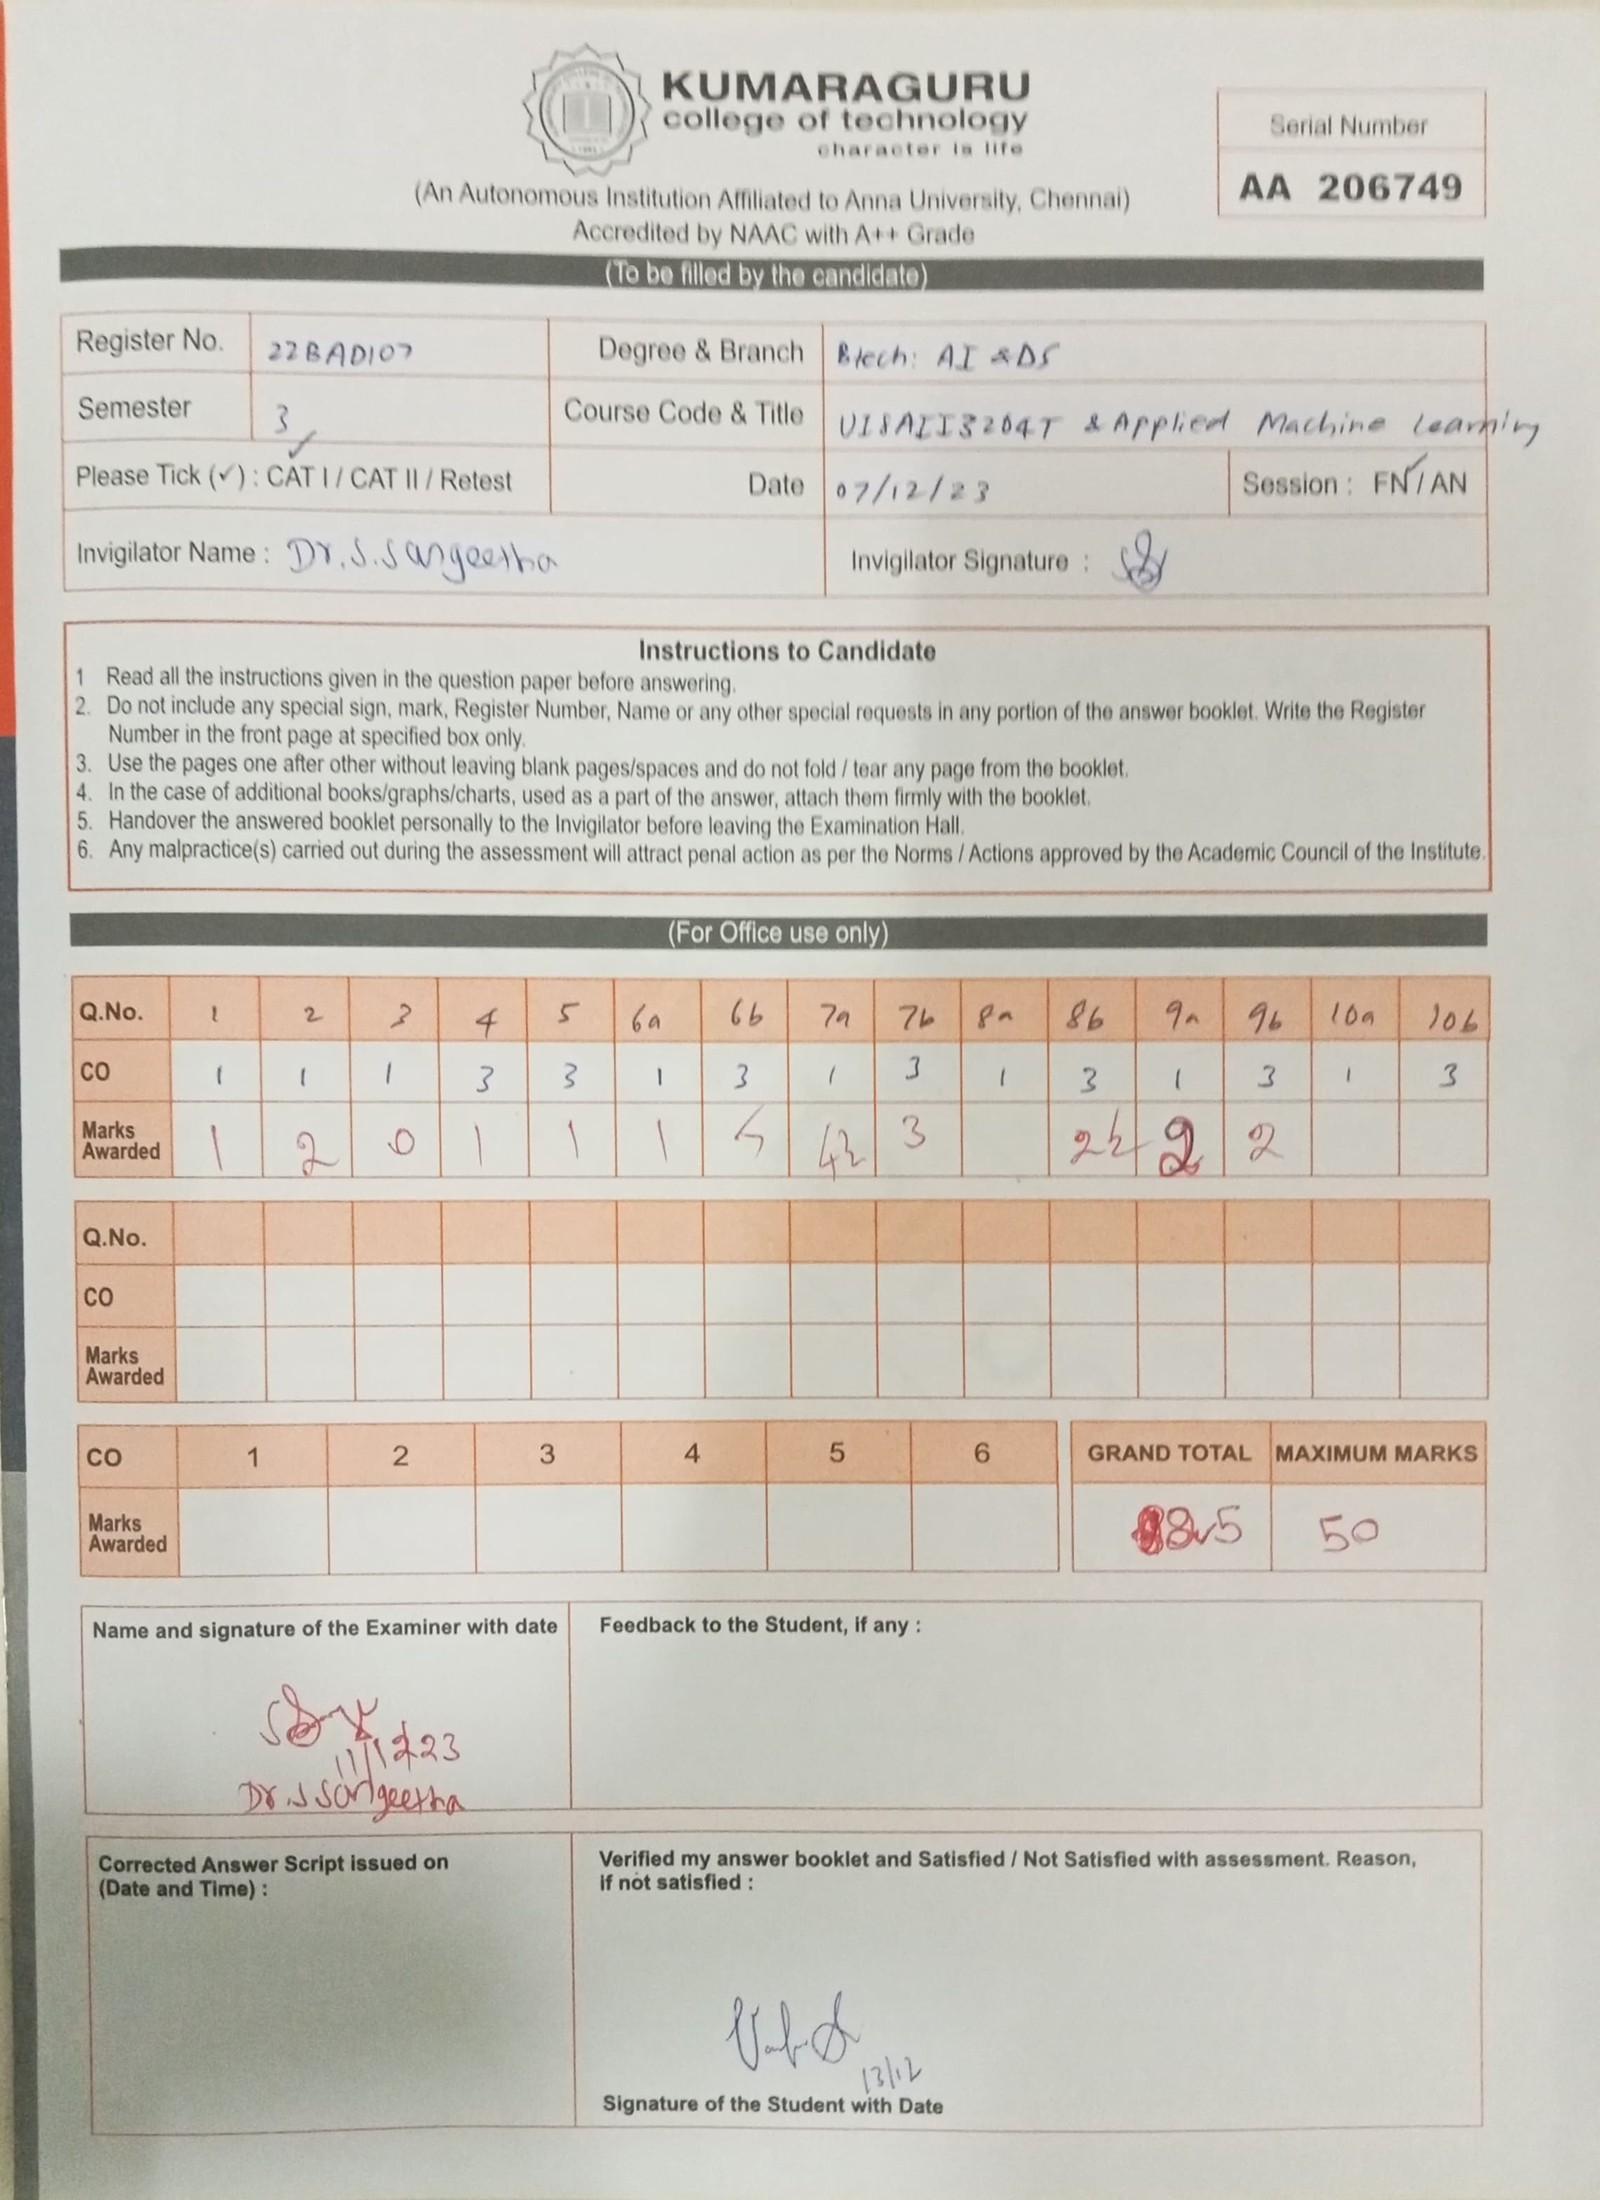 KUMARAGURU
college of technology
character is life
(An Autonomous Institution Affiliated to Anna University, Chennai)
Accredited by NAAC with A++ Grade
Serial Number
AA 206749
(To be filled by the candidate)
Register No. 22BAD107 Degree & Branch Btech: AI & DS
Semester 3 Course Code & Title U18AII3204T & Applied Machine Learning
Please Tick (✓) : CAT I / CAT II / Retest Date 07/12/23 Session : FN / AN
Invigilator Name : Dr. S. Sangeetha Invigilator Signature :
Instructions to Candidate
1 Read all the instructions given in the question paper before answering.
2. Do not include any special sign, mark, Register Number, Name or any other special requests in any portion of the answer booklet. Write the Register
Number in the front page at specified box only.
3. Use the pages one after other without leaving blank pages/spaces and do not fold / tear any page from the booklet.
4. In the case of additional books/graphs/charts, used as a part of the answer, attach them firmly with the booklet.
5. Handover the answered booklet personally to the Invigilator before leaving the Examination Hall.
6. Any malpractice(s) carried out during the assessment will attract penal action as per the Norms / Actions approved by the Academic Council of the Institute.
(For Office use only)
Q.No. 1 2 3 4 5 6a 6b 7a 7b 8a 8b 9a 9b 10a 10b
CO 1 1 1 3 3 1 3 1 3 1 3 1 3 1 3
Marks Awarded 1 2 0 1 1 1 3 2 2
Q.No.
CO
Marks
Awarded
CO 1 2 3 4 5 6 GRAND TOTAL MAXIMUM MARKS
Marks
Awarded 50
Name and signature of the Examiner with date
11/12/23
Dr. S Sangeetha
Feedback to the Student, if any :
Corrected Answer Script issued on
(Date and Time) :
Verified my answer booklet and Satisfied / Not Satisfied with assessment. Reason,
if not satisfied :
13/12
Signature of the Student with Date